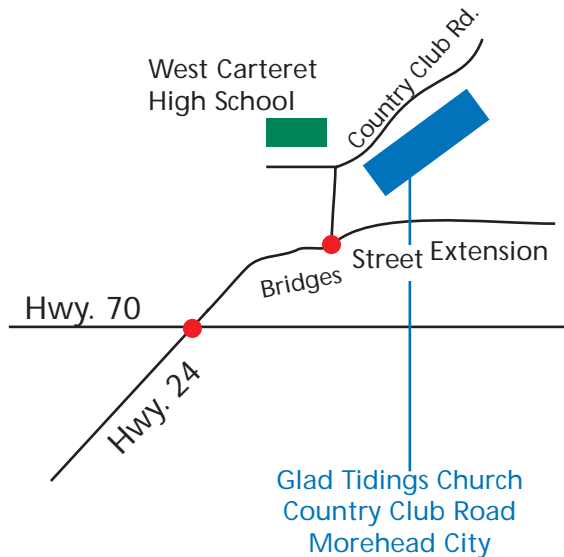 Country Club Rd.
West Carteret
High School
Bridges Street Extension
Hwy. 70
Hwy. 24
Glad Tidings Church
Country Club Road
Morehead City